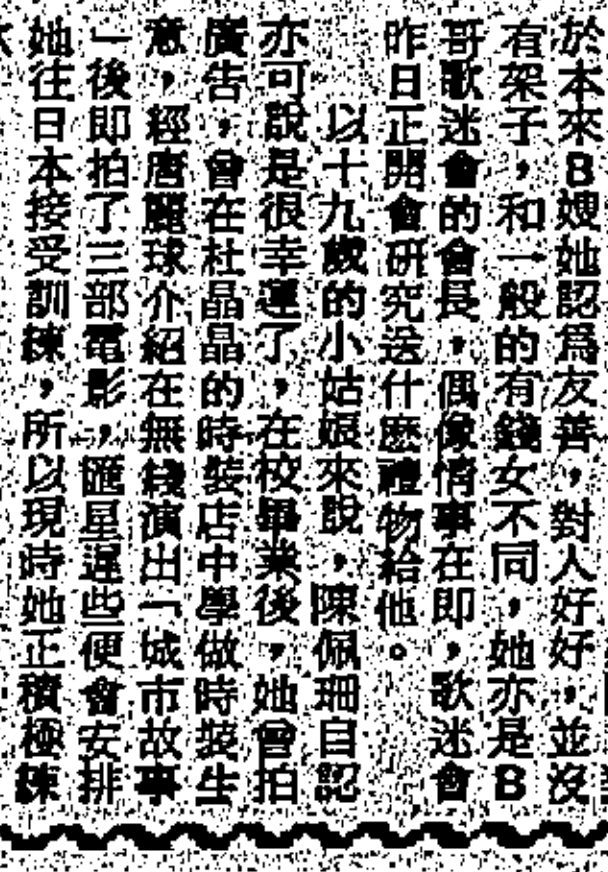 於本來B嫂她認為友善，對人好好，並沒
有架子，和一般的有錢女不同，她亦是B
哥歌迷會的會長，偶像情事在即，歌迷會
昨日正開會研究送什麼禮物給他。
以十九歲的小姑娘來說，陳佩珊自認
亦可說是很幸運了，在校畢業後，她曾拍
廣告，曾在杜晶晶的時裝店中學做時裝生
意，經唐麗球介紹在無綫演出「城市故事
」後即拍了三部電影，匯星遲些便會安排
她往日本接受訓練，所以現時她正積極練